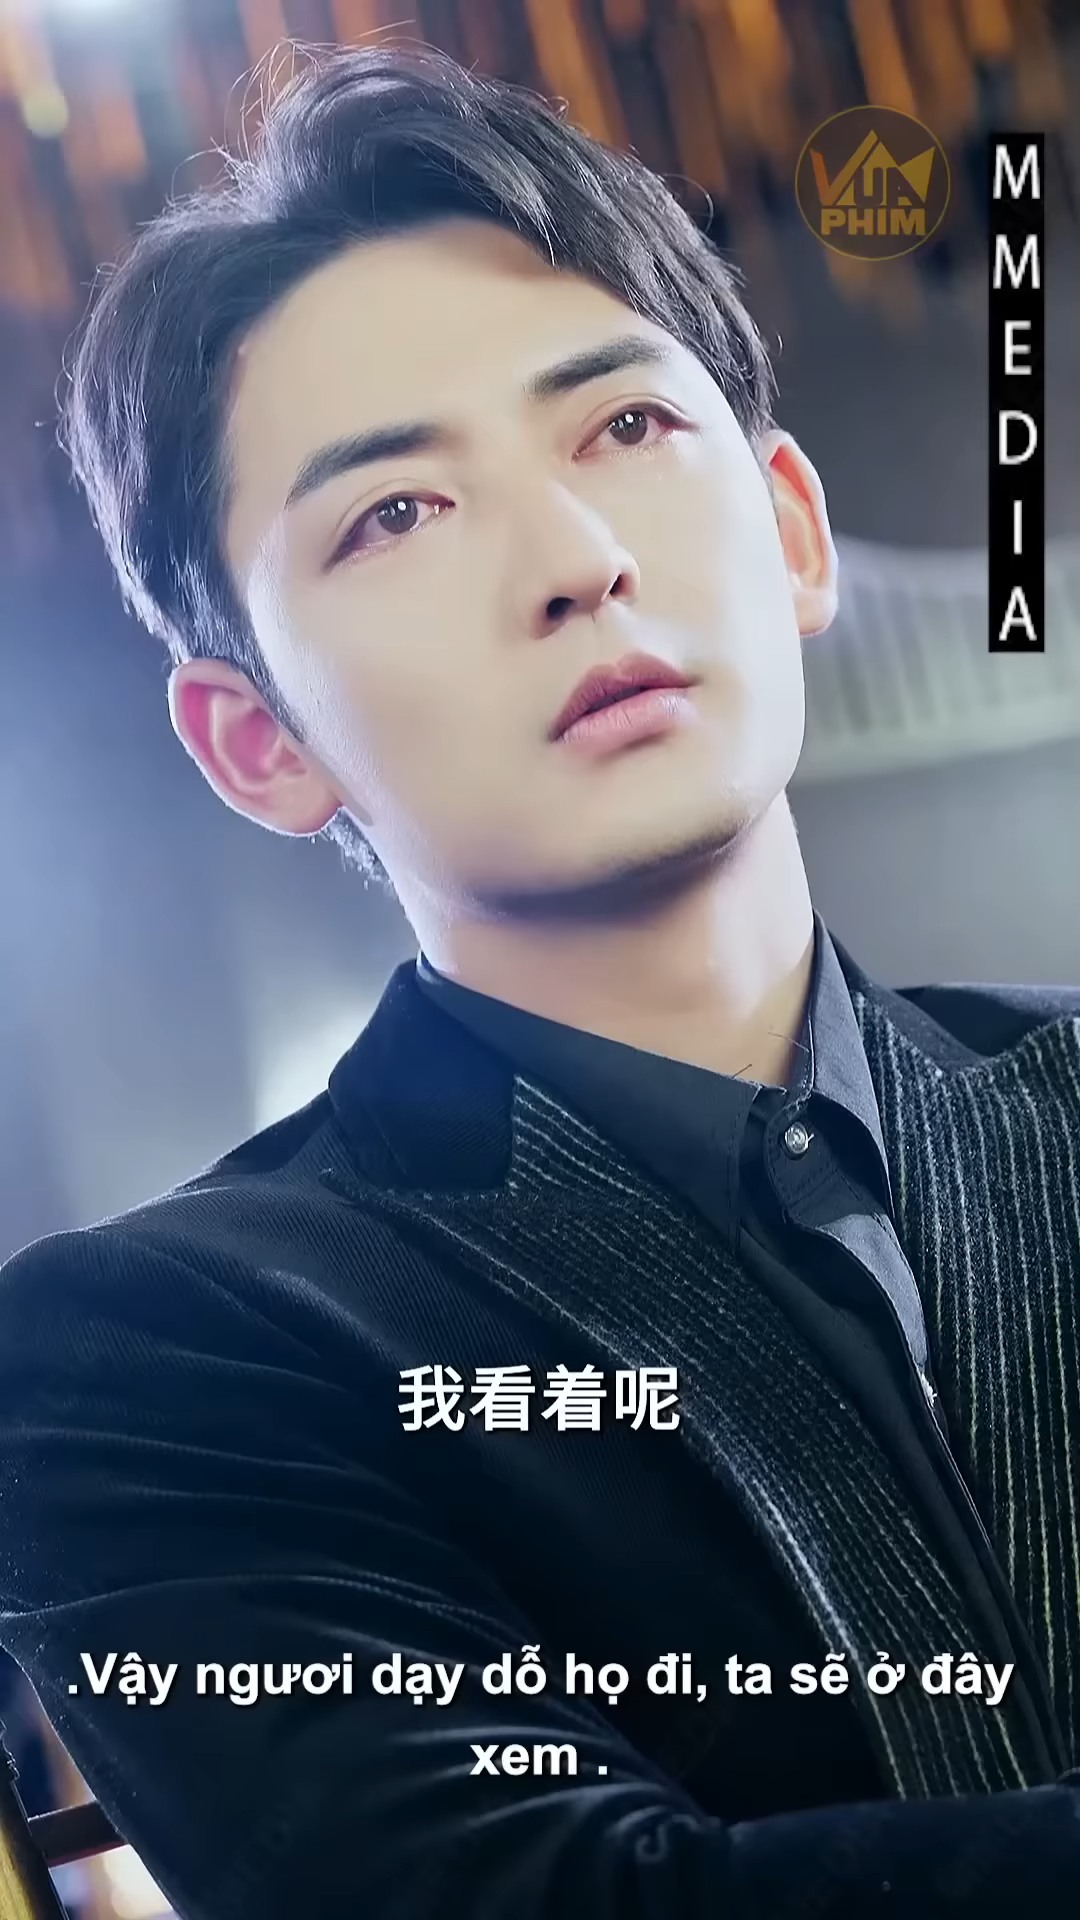 VUA
PHIM
MMEDIA
我看着呢
.Vậy ngươi dạy dỗ họ đi, ta sẽ ở đây
xem .